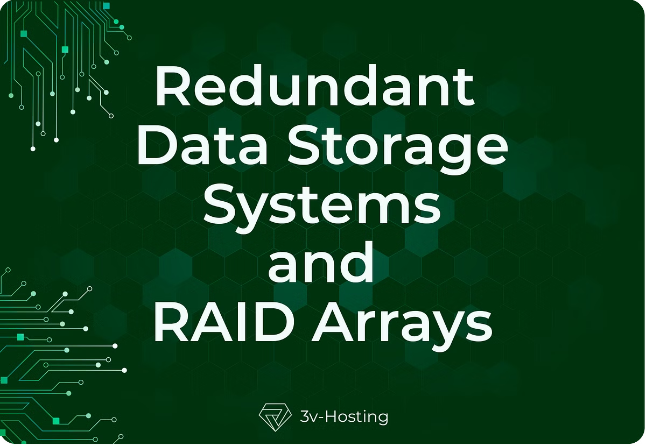 Redundant
Data Storage
Systems
and
RAID Arrays
3v-Hosting